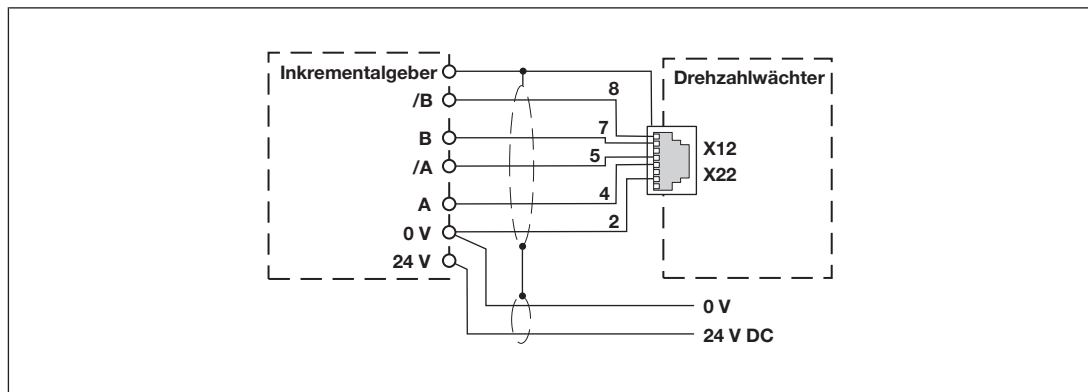 Inkrementalgeber
Drehzahlwächter
/B
8
B
7
X12
/A
5
X22
A
4
0 V
2
24 V
0 V
24 V DC